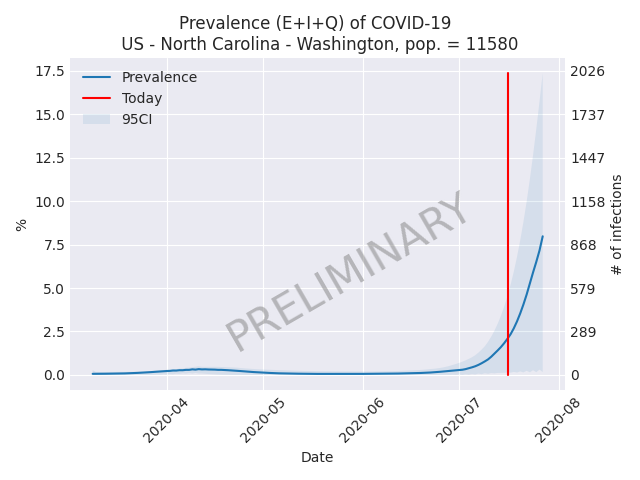 Prevalence (E+I+Q) of COVID-19
US - North Carolina - Washington, pop. = 11580
Prevalence
Today
95CI
17.5
15.0
12.5
10.0
7.5
5.0
2.5
0.0
%
2026
1737
1447
1158
868
579
289
0
# of infections
PRELIMINARY
2020-04
2020-05
2020-06
2020-07
2020-08
Date